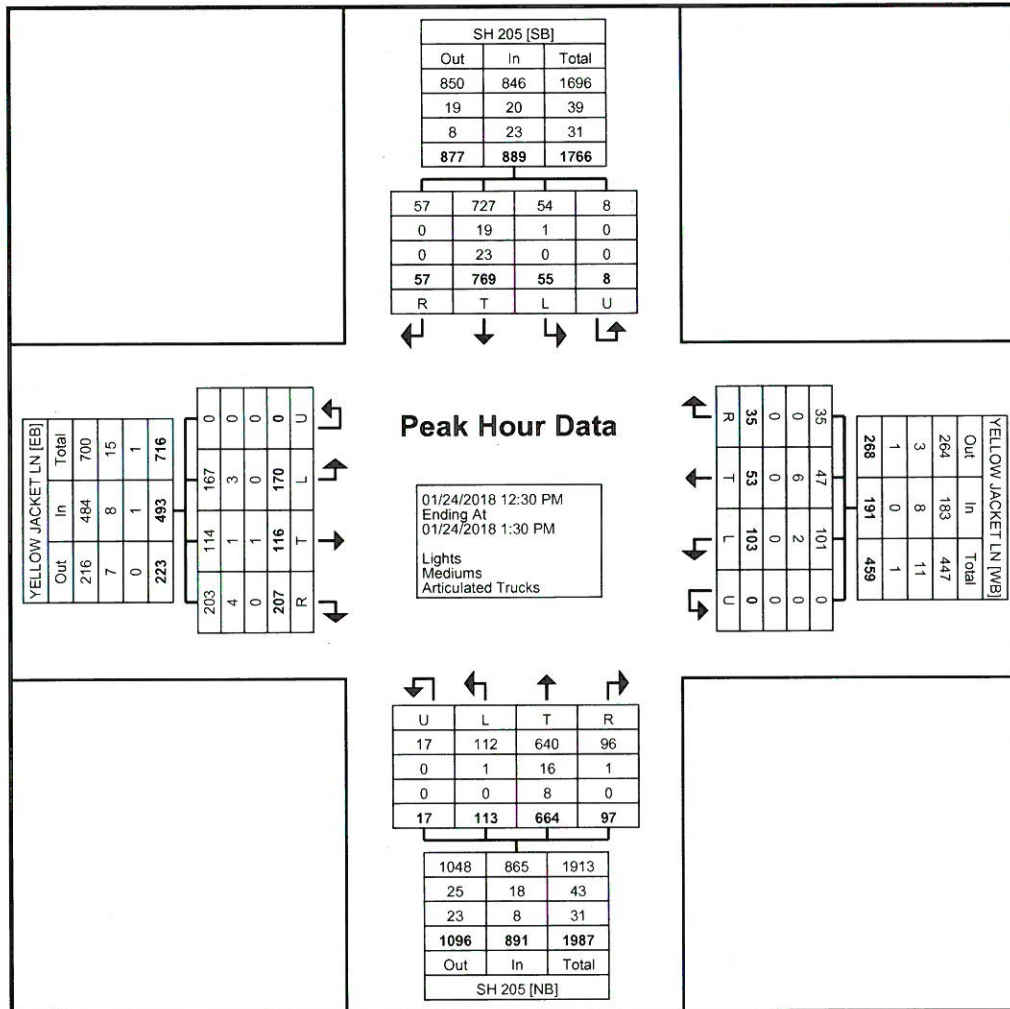 SH 205 [SB]
Out In Total
850 846 1696
19 20 39
8 23 31
877 889 1766
57 727 54 8
0 19 1 0
0 23 0 0
57 769 55 8
R T L U
YELLOW JACKET LN [EB]
Total In Out
700 484 216
15 8 7
1 1 0
716 493 223
0 167 114 203
0 3 1 4
0 0 1 0
0 170 116 207
U L T R
Peak Hour Data
01/24/2018 12:30 PM
Ending At
01/24/2018 1:30 PM
Lights
Mediums
Articulated Trucks
R T L U
35 53 103 0
0 0 0 0
0 6 2 0
35 47 101 0
YELLOW JACKET LN [WB]
Out In Total
264 183 447
3 8 11
1 0 1
268 191 459
U L T R
17 112 640 96
0 1 16 1
0 0 8 0
17 113 664 97
1048 865 1913
25 18 43
23 8 31
1096 891 1987
Out In Total
SH 205 [NB]